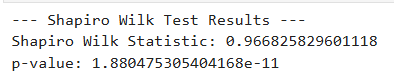 --- Shapiro Wilk Test Results ---
Shapiro Wilk Statistic: 0.966825829601118
p-value: 1.880475305404168e-11